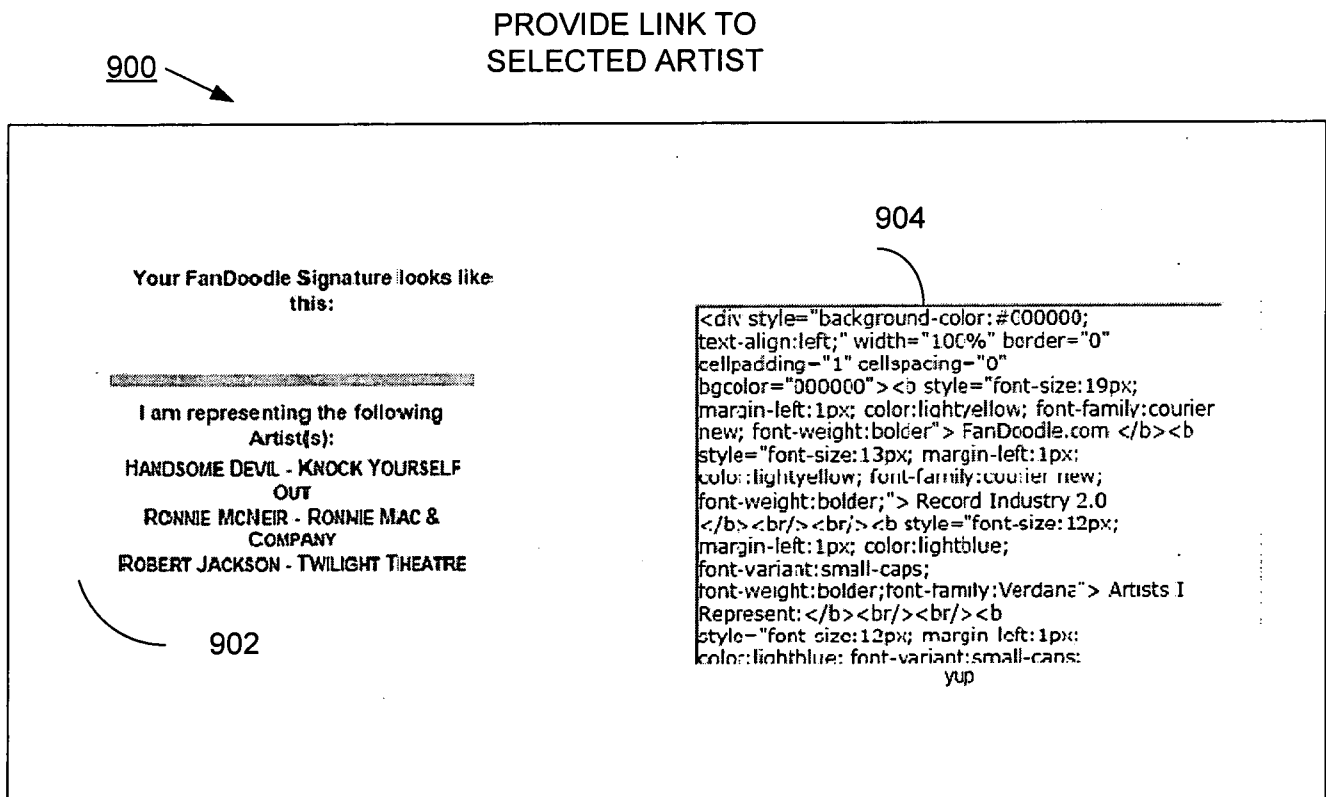 PROVIDE LINK TO
SELECTED ARTIST
900
904
Your FanDoodle Signature looks like
this:
I am representing the following
Artist(s):
HANDSOME DEVIL - KNOCK YOURSELF
OUT
RONNIE MCNEIR - RONNIE MAC &
COMPANY
ROBERT JACKSON - TWILIGHT THEATRE
902
<div style="background-color:#000000;
text-align:left;" width="100%" border="0"
cellpadding="1" cellspacing="0"
bgcolor="000000"><b style="font-size:19px;
margin-left:1px; color:lightyellow; font-family:courier
new; font-weight:bolder"> FanDoodle.com </b><b
style="font-size:13px; margin-left:1px;
color:lightyellow; font-family:courier new;
font-weight:bolder;"> Record Industry 2.0
</b><br/><br/><b style="font-size:12px;
margin-left:1px; color:lightblue;
font-variant:small-caps;
font-weight:bolder;font-family:Verdana"> Artists I
Represent:</b><br/><br/><b
style="font-size:12px; margin-left:1px;
color:lightblue; font-variant:small-caps;
yup